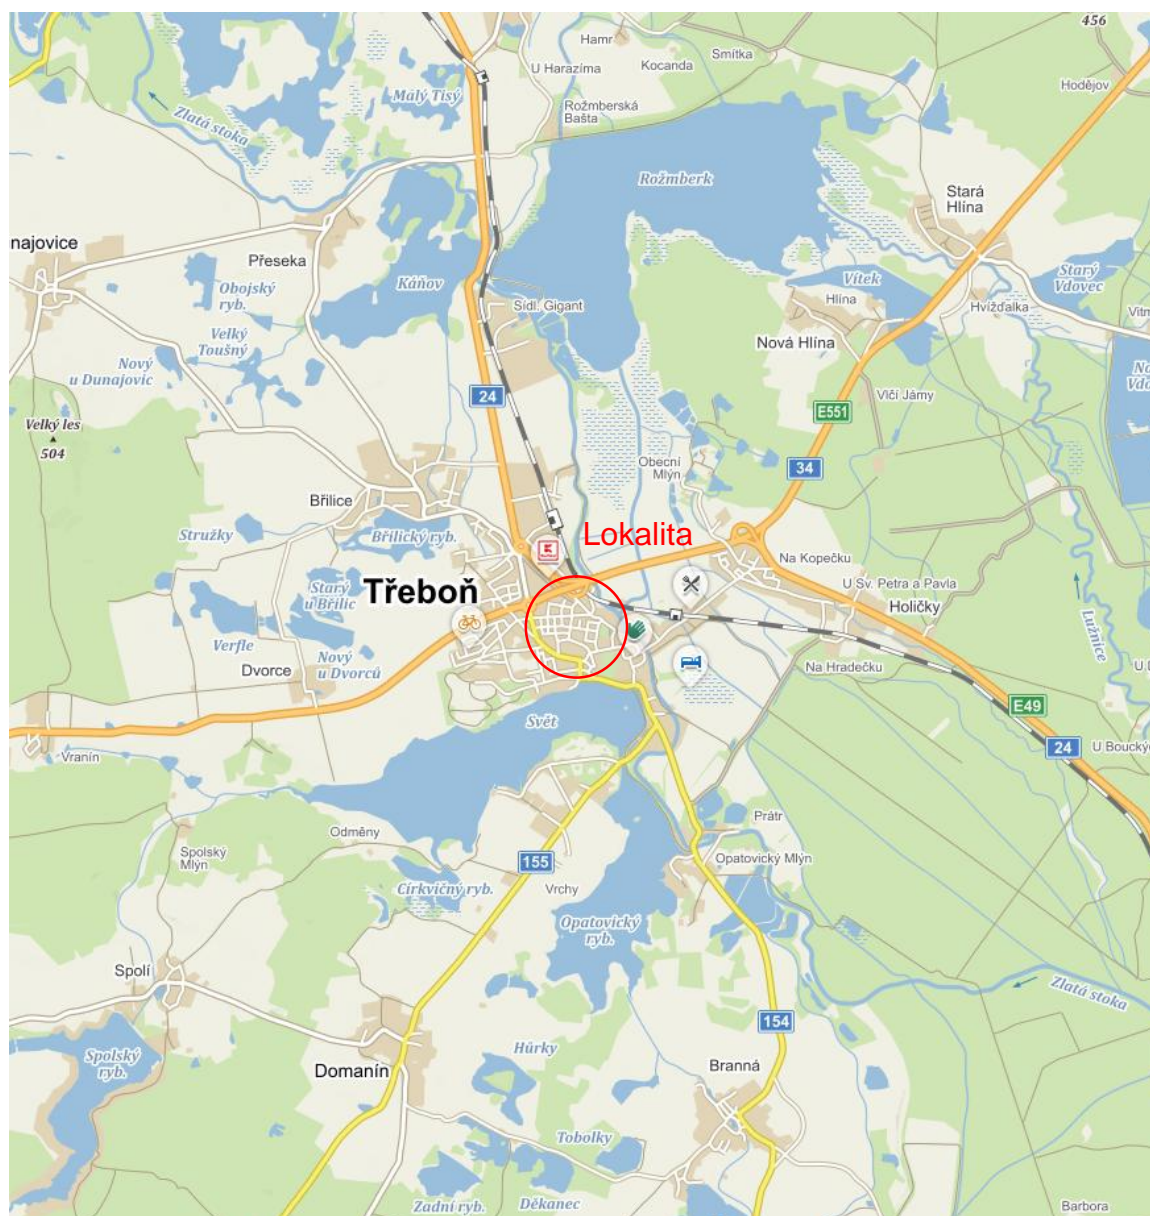 456
Hamr
Smítka
U Harazíma
Kocanda
Hodějov
Malý Tisý
Rožmberská
Bašta
Zlatá stoka
Rožmberk
Stará
Hlína
najovice
Přeseka
Káňov
Obojský
ryb.
Vítek
Starý
Vdovec
Hlína
Hvížďalka
Sídl. Gigant
Velký
Toušný
Nová Hlína
Nový
u Dunajovic
24
Vlčí Jámy
E551
Velký les
504
Obecní
Mlýn
34
Břilice
Stružky
Břilický ryb.
Lokalita
Na Kopečku
Třeboň
Starý
u Břilic
U Sv. Petra a Pavla
Holičky
Lužnice
Verfle
Nový
u Dvorců
Dvorce
Na Hradečku
E49
Svět
24
Vranín
Prátr
Odměny
Spolský
Mlýn
155
Opatovický Mlýn
Církvičný ryb.
Vrchy
Opatovický
ryb.
Spolí
Zlatá stoka
154
Spolský
ryb.
Hůrky
Domanín
Branná
Tobolky
Zadní ryb.
Děkanec
Barbora